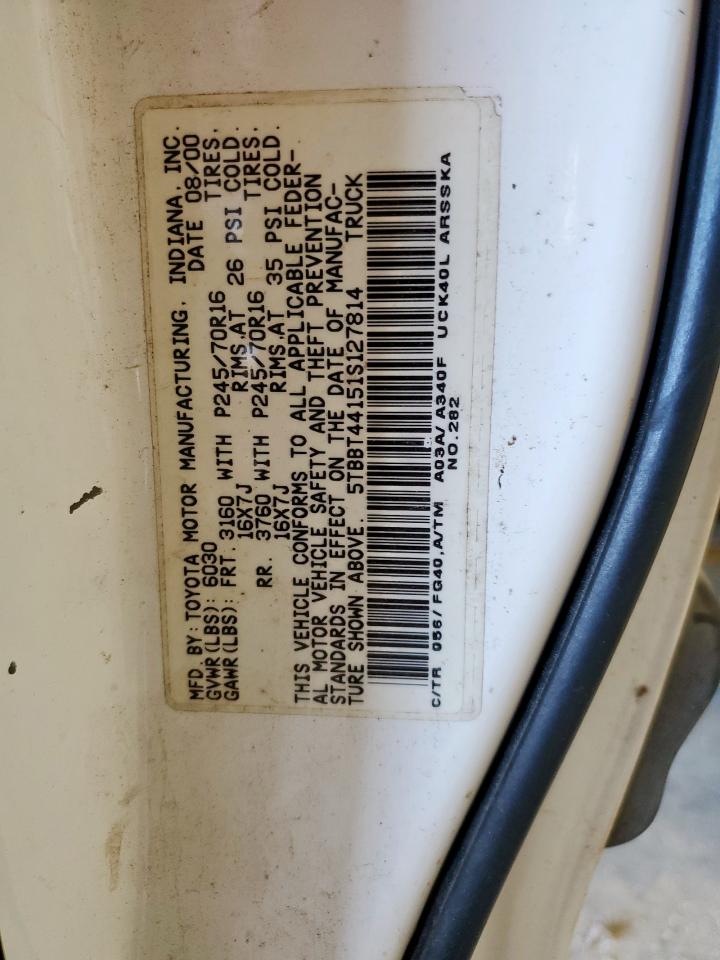 MFD. BY: TOYOTA MOTOR MANUFACTURING, INDIANA, INC.
GVWR(LBS): 6030 DATE 08/00
GAWR(LBS): FRT. 3160 WITH P245/70R16 TIRES,
16X7J RIMS,AT 26 PSI COLD.
RR. 3760 WITH P245/70R16 TIRES,
16X7J RIMS,AT 35 PSI COLD.
THIS VEHICLE CONFORMS TO ALL APPLICABLE FEDER-
AL MOTOR VEHICLE SAFETY AND THEFT PREVENTION
STANDARDS IN EFFECT ON THE DATE OF MANUFAC-
TURE SHOWN ABOVE. 5TBBT44151S127814 TRUCK
C/TR 056/ FG40,A/TM A03A/ A340F UCK40L ARSSKA
NO.282